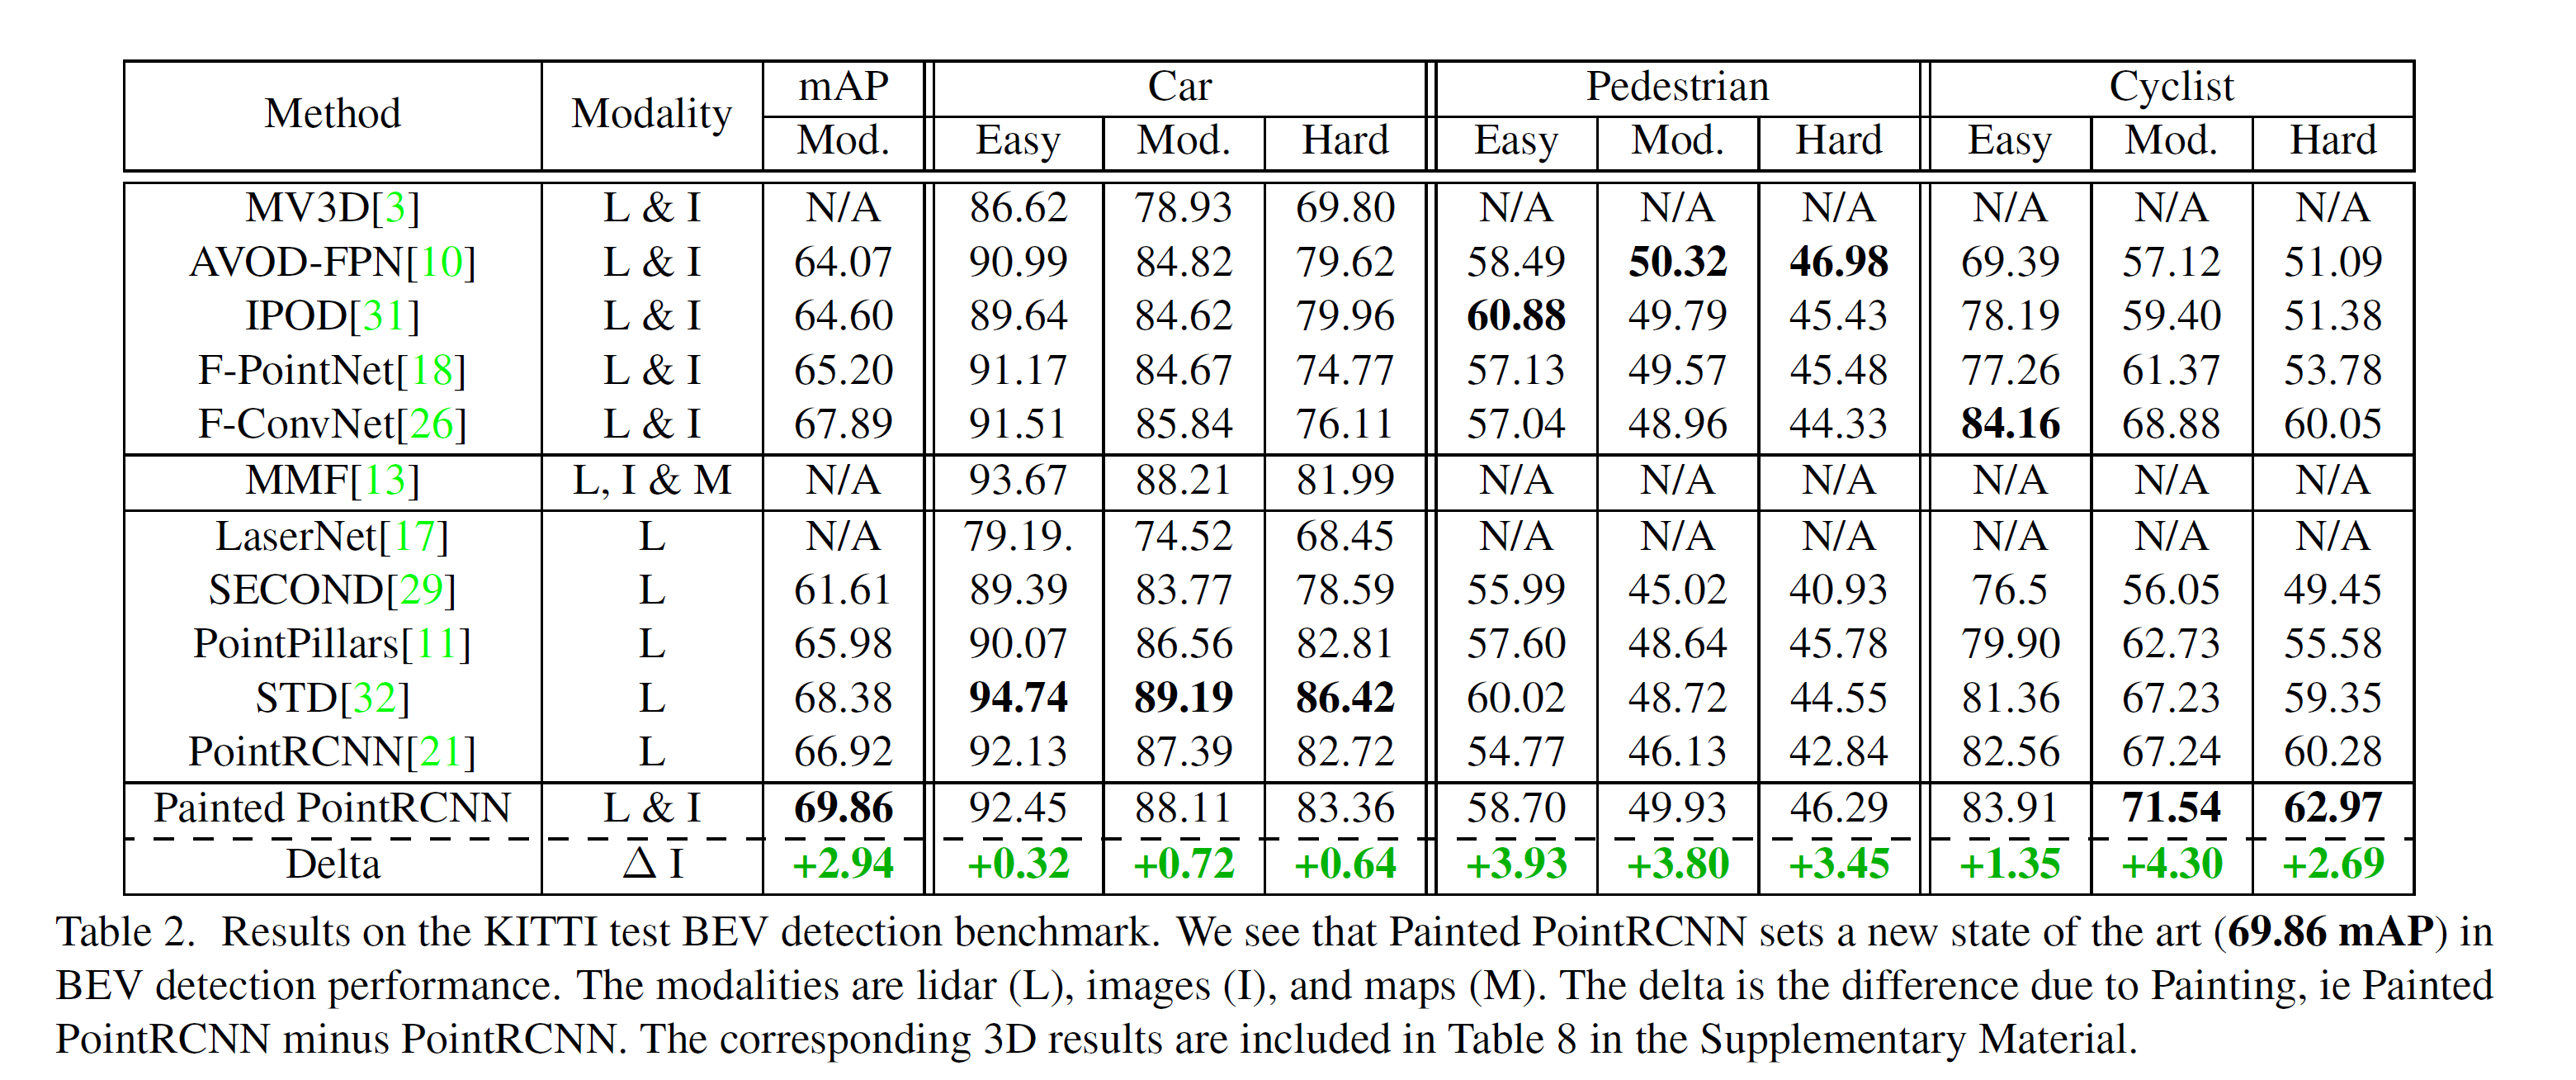 Method Modality mAP Car Pedestrian Cyclist
Mod. Easy Mod. Hard Easy Mod. Hard Easy Mod. Hard
MV3D[3] L & I N/A 86.62 78.93 69.80 N/A N/A N/A N/A N/A N/A
AVOD-FPN[10] L & I 64.07 90.99 84.82 79.62 58.49 50.32 46.98 69.39 57.12 51.09
IPOD[31] L & I 64.60 89.64 84.62 79.96 60.88 49.79 45.43 78.19 59.40 51.38
F-PointNet[18] L & I 65.20 91.17 84.67 74.77 57.13 49.57 45.48 77.26 61.37 53.78
F-ConvNet[26] L & I 67.89 91.51 85.84 76.11 57.04 48.96 44.33 84.16 68.88 60.05
MMF[13] L, I & M N/A 93.67 88.21 81.99 N/A N/A N/A N/A N/A N/A
LaserNet[17] L N/A 79.19. 74.52 68.45 N/A N/A N/A N/A N/A N/A
SECOND[29] L 61.61 89.39 83.77 78.59 55.99 45.02 40.93 76.5 56.05 49.45
PointPillars[11] L 65.98 90.07 86.56 82.81 57.60 48.64 45.78 79.90 62.73 55.58
STD[32] L 68.38 94.74 89.19 86.42 60.02 48.72 44.55 81.36 67.23 59.35
PointRCNN[21] L 66.92 92.13 87.39 82.72 54.77 46.13 42.84 82.56 67.24 60.28
Painted PointRCNN L & I 69.86 92.45 88.11 83.36 58.70 49.93 46.29 83.91 71.54 62.97
Delta Δ I +2.94 +0.32 +0.72 +0.64 +3.93 +3.80 +3.45 +1.35 +4.30 +2.69
Table 2. Results on the KITTI test BEV detection benchmark. We see that Painted PointRCNN sets a new state of the art (69.86 mAP) in
BEV detection performance. The modalities are lidar (L), images (I), and maps (M). The delta is the difference due to Painting, ie Painted
PointRCNN minus PointRCNN. The corresponding 3D results are included in Table 8 in the Supplementary Material.